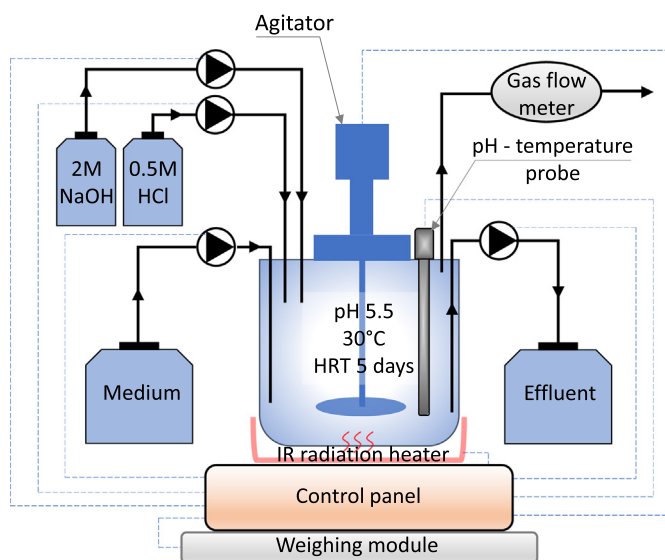 Agitator
Gas flow
meter
2M
NaOH
0.5M
HCl
pH - temperature
probe
pH 5.5
30°C
HRT 5 days
Medium
Effluent
IR radiation heater
Control panel
Weighing module